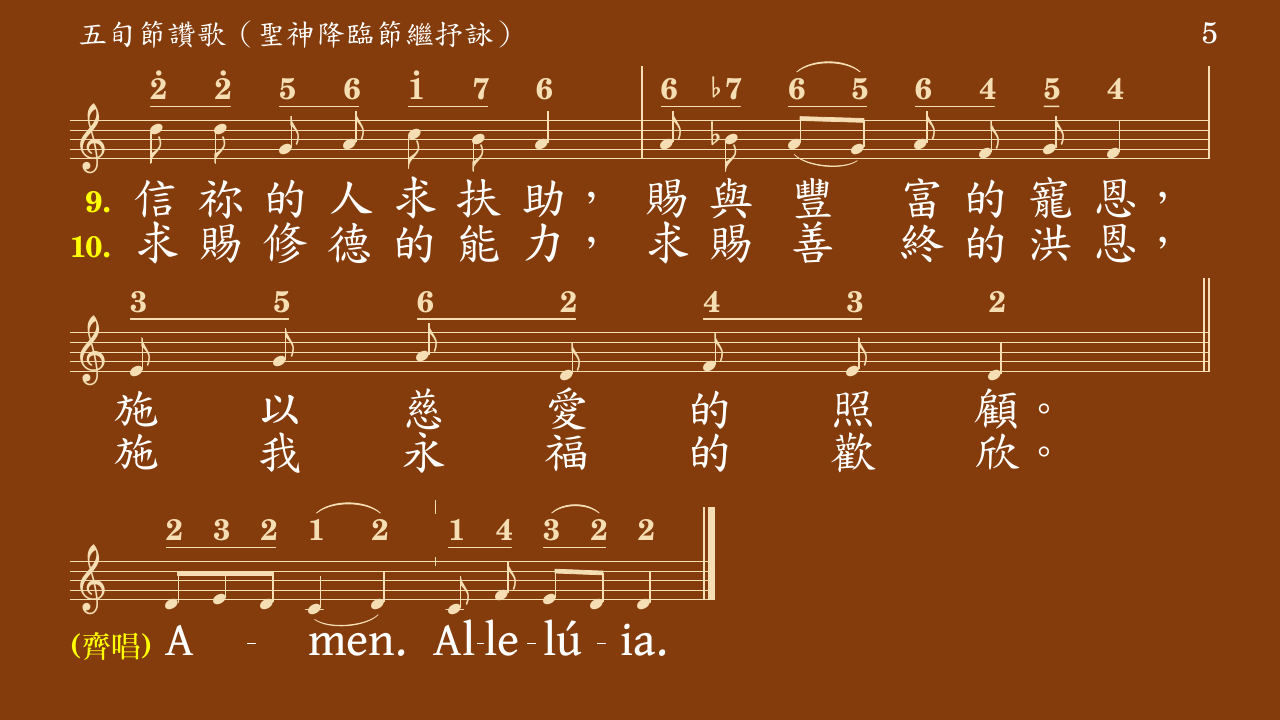 五旬節讚歌（聖神降臨節繼抒詠） 5
2̇ 2̇ 5 6 1̇ 7 6 6 ♭7 6 5 6 4 5 4
9. 信祢的人求扶助， 賜與豐富的寵恩，
10. 求賜修德的能力， 求賜善終的洪恩，
3 5 6 2 4 3 2
施以慈愛的照顧。
施我永福的歡欣。
2 3 2 1 2 1 4 3 2 2
(齊唱) A - men. Al-le-lú-ia.